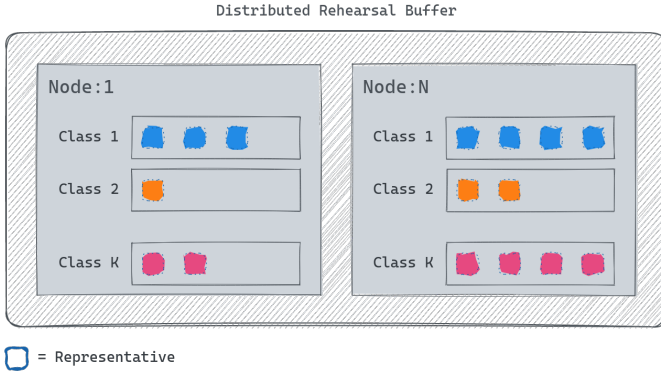 Distributed Rehearsal Buffer
Node:1
Class 1
Class 2
Class K
Node:N
Class 1
Class 2
Class K
= Representative